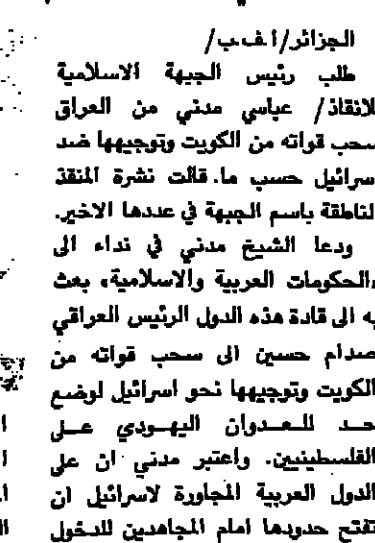 الجزائر/ا.ف.ب/
طلب رئيس الجبهة الاسلامية
للانقاذ/ عباسي مدني من العراق
سحب قواته من الكويت وتوجيهها ضد
اسرائيل حسب ما.قالت نشرة المنقذ
لناطقة باسم الجبهة في عددها الاخير.
ودعا الشيخ مدني في نداء الى
،الحكومات العربية والاسلامية، بعث
به الى قادة هذه الدول الرئيس العراقي
صدام حسين الى سحب قواته من
الكويت وتوجيهها نحو اسرائيل لوضع
حد للعدوان اليهودي على
الفلسطينيين. واعتبر مدني ان على
الدول العربية المجاورة لاسرائيل ان
تفتح حدودها امام المجاهدين للدخول